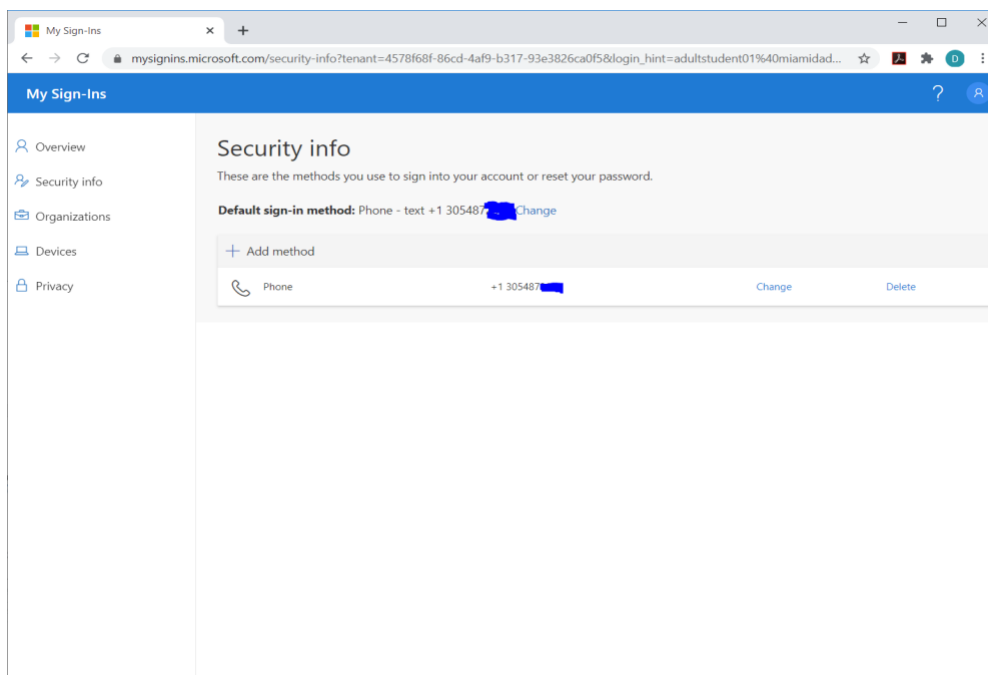 My Sign-Ins
mysignins.microsoft.com/security-info?tenant=4578f68f-86cd-4af9-b317-93e3826ca0f5&login_hint=adultstudent01%40miamidad...
D
My Sign-Ins
?
Overview
Security info
Organizations
Devices
Privacy
Security info
These are the methods you use to sign into your account or reset your password.
Default sign-in method: Phone - text +1 305487 Change
+ Add method
Phone +1 305487 Change Delete